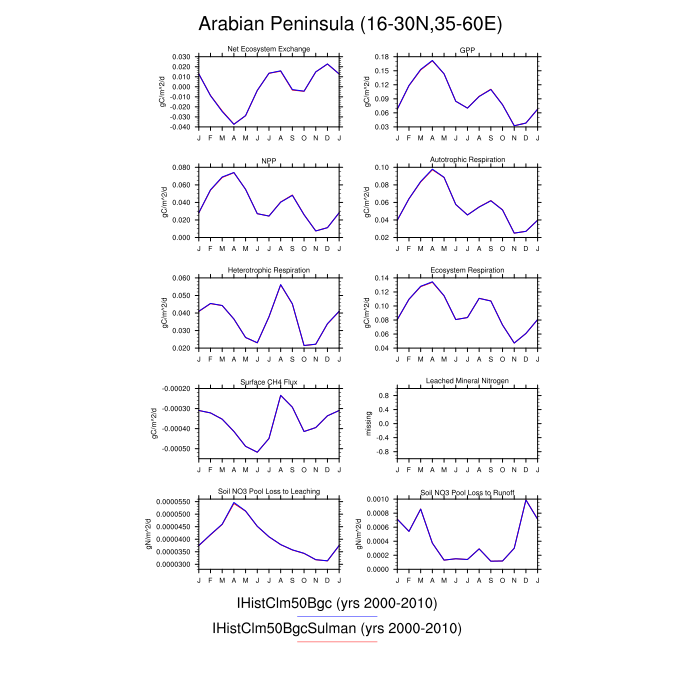 Arabian Peninsula (16-30N,35-60E)
Net Ecosystem Exchange
gC/m^2/d
0.030
0.020
0.010
0.000
-0.010
-0.020
-0.030
-0.040
J F M A M J J A S O N D J
GPP
gC/m^2/d
0.18
0.15
0.12
0.09
0.06
0.03
J F M A M J J A S O N D J
NPP
gC/m^2/d
0.080
0.060
0.040
0.020
0.000
J F M A M J J A S O N D J
Autotrophic Respiration
gC/m^2/d
0.10
0.08
0.06
0.04
0.02
J F M A M J J A S O N D J
Heterotrophic Respiration
gC/m^2/d
0.060
0.050
0.040
0.030
0.020
J F M A M J J A S O N D J
Ecosystem Respiration
gC/m^2/d
0.14
0.12
0.10
0.08
0.06
0.04
J F M A M J J A S O N D J
Surface CH4 Flux
gC/m^2/d
-0.00020
-0.00030
-0.00040
-0.00050
J F M A M J J A S O N D J
Leached Mineral Nitrogen
missing
0.8
0.4
0.0
-0.4
-0.8
J F M A M J J A S O N D J
Soil NO3 Pool Loss to Leaching
gN/m^2/d
0.0000550
0.0000500
0.0000450
0.0000400
0.0000350
0.0000300
J F M A M J J A S O N D J
Soil NO3 Pool Loss to Runoff
gN/m^2/d
0.0010
0.0008
0.0006
0.0004
0.0002
0.0000
J F M A M J J A S O N D J
IHistClm50Bgc (yrs 2000-2010)
IHistClm50BgcSulman (yrs 2000-2010)